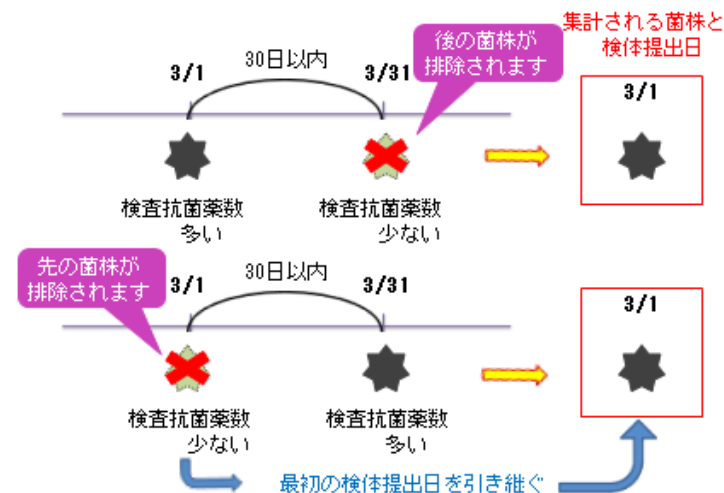 集計される菌株と
検体提出日
後の菌株が
排除されます
30日以内
3/1
3/31
3/1
検査抗菌薬数
多い
検査抗菌薬数
少ない
先の菌株が
排除されます
30日以内
3/1
3/31
3/1
検査抗菌薬数
少ない
検査抗菌薬数
多い
最初の検体提出日を引き継ぐ